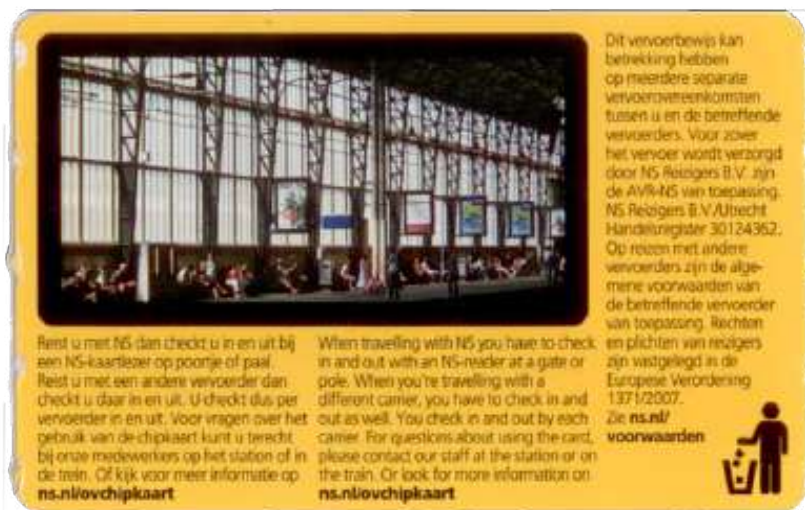 Reist u met NS dan checkt u in en uit bij
een NS-kaartlezer op poortje of paal.
Reist u met een andere vervoerder dan
checkt u daar in en uit. U checkt dus per
vervoerder in en uit. Voor vragen over het
gebruik van de chipkaart kunt u terecht
bij onze medewerkers op het station of in
de trein. Of kijk voor meer informatie op
ns.nl/ovchipkaart
When travelling with NS you have to check
in and out with an NS-reader at a gate or
pole. When you're travelling with a
different carrier, you have to check in and
out as well. You check in and out by each
carrier. For questions about using the card,
please contact our staff at the station or on
the train. Or look for more information on
ns.nl/ovchipkaart
Dit vervoerbewijs kan
betrekking hebben
op meerdere separate
vervoerovereenkomsten
tussen u en de betreffende
vervoerders. Voor zover
het vervoer wordt verzorgd
door NS Reizigers B.V. zijn
de AVR-NS van toepassing.
NS Reizigers B.V./Utrecht
Handelsregister 30124362.
Op reizen met andere
vervoerders zijn de alge-
mene voorwaarden van
de betreffende vervoerder
van toepassing. Rechten
en plichten van reizigers
zijn vastgelegd in de
Europese Verordening
1371/2007.
Zie ns.nl/
voorwaarden